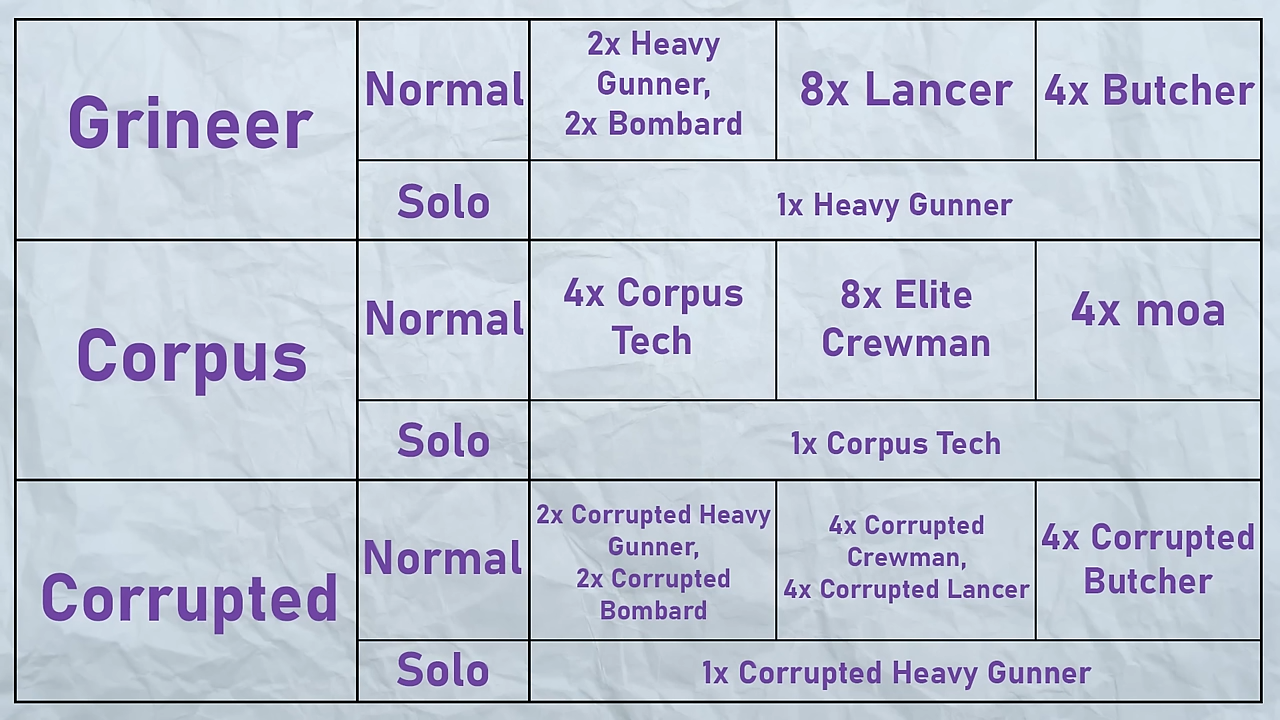 Grineer
Normal
2x Heavy
Gunner,
2x Bombard
8x Lancer
4x Butcher
Solo
1x Heavy Gunner
Corpus
Normal
4x Corpus
Tech
8x Elite
Crewman
4x moa
Solo
1x Corpus Tech
Corrupted
Normal
2x Corrupted Heavy
Gunner,
2x Corrupted
Bombard
4x Corrupted
Crewman,
4x Corrupted Lancer
4x Corrupted
Butcher
Solo
1x Corrupted Heavy Gunner